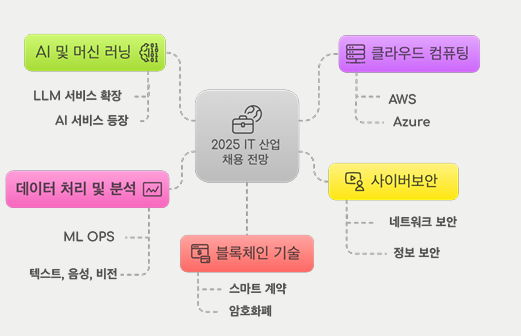 AI 및 머신 러닝
LLM 서비스 확장
AI 서비스 등장
클라우드 컴퓨팅
AWS
Azure
2025 IT 산업
채용 전망
데이터 처리 및 분석
ML OPS
텍스트, 음성, 비전
사이버보안
네트워크 보안
정보 보안
블록체인 기술
스마트 계약
암호화폐